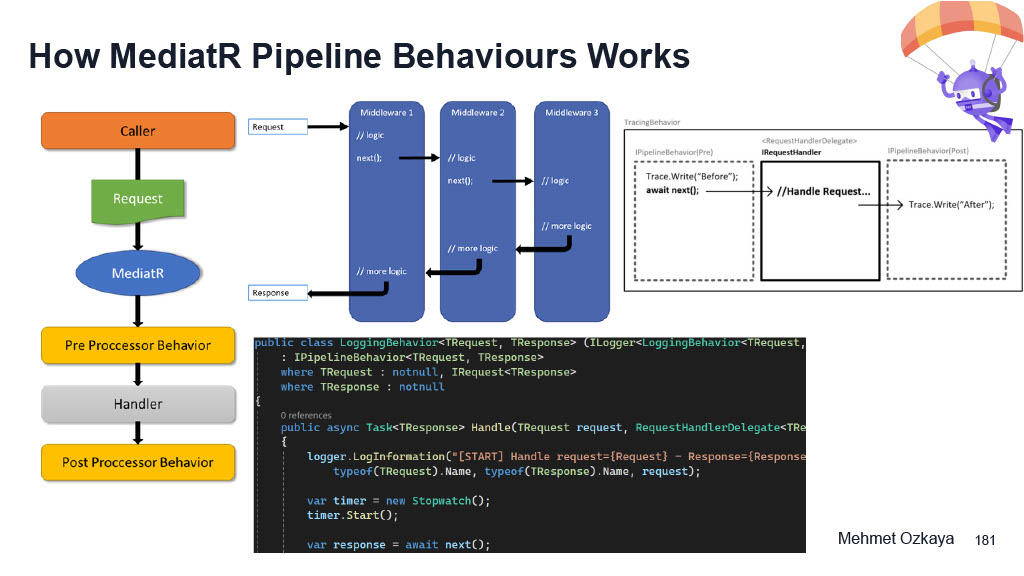 How MediatR Pipeline Behaviours Works
Caller
Request
MediatR
Pre Proccessor Behavior
Handler
Post Proccessor Behavior
Request
Response
Middleware 1
// logic
next();
// more logic
Middleware 2
// logic
next();
// more logic
Middleware 3
// logic
// more logic
TracingBehavior
IPipelineBehavior(Pre)
Trace.Write("Before");
await next();
<RequestHandlerDelegate>
IRequestHandler
//Handle Request...
IPipelineBehavior(Post)
Trace.Write("After");
public class LoggingBehavior<TRequest, TResponse> (ILogger<LoggingBehavior<TRequest,
: IPipelineBehavior<TRequest, TResponse>
where TRequest : notnull, IRequest<TResponse>
where TResponse : notnull
{
0 references
public async Task<TResponse> Handle(TRequest request, RequestHandlerDelegate<TRe
{
logger.LogInformation("[START] Handle request={Request} - Response={Response
typeof(TRequest).Name, typeof(TResponse).Name, request);
var timer = new Stopwatch();
timer.Start();
var response = await next();
Mehmet Ozkaya
181